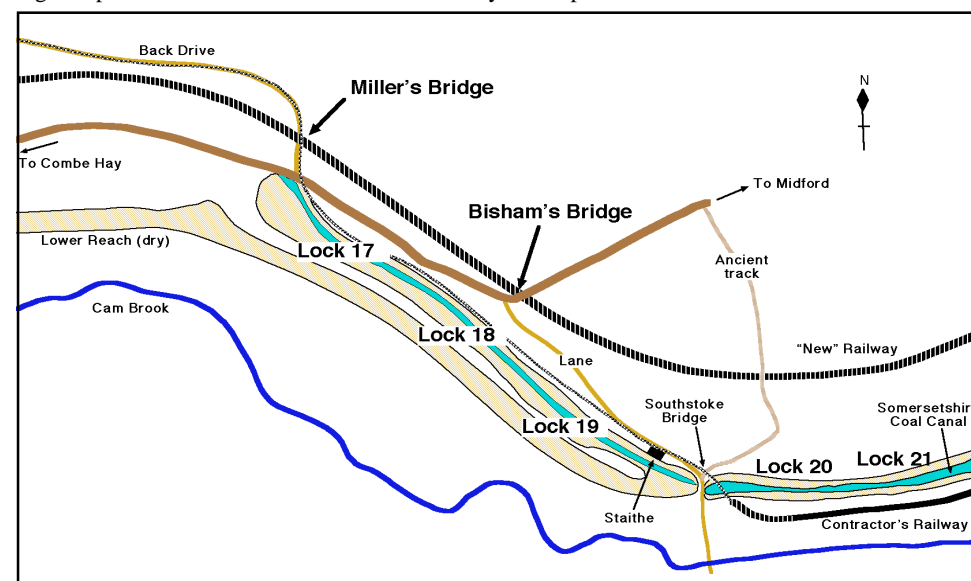 Back Drive
Miller's Bridge
N
To Combe Hay
To Midford
Bisham's Bridge
Lower Reach (dry)
Lock 17
Ancient
track
Cam Brook
Lock 18
"New" Railway
Lane
Southstoke
Bridge
Somersetshir
Coal Canal
Lock 19
Lock 20
Lock 21
Staithe
Contractor's Railway